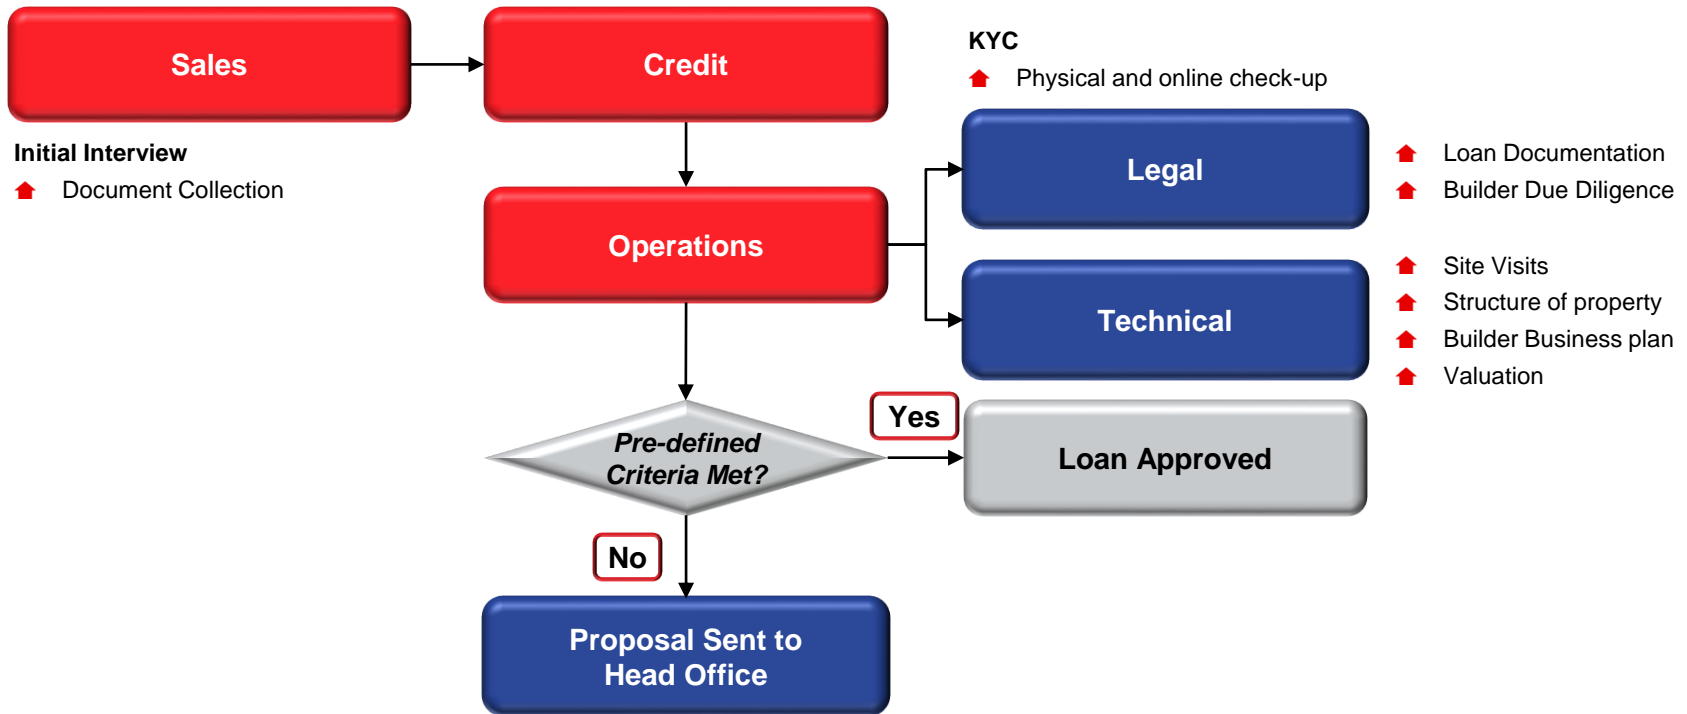 Sales
Credit
KYC
Physical and online check-up
Initial Interview
Document Collection
Legal
Loan Documentation
Builder Due Diligence
Operations
Technical
Site Visits
Structure of property
Builder Business plan
Valuation
Pre-defined
Criteria Met?
Yes
Loan Approved
No
Proposal Sent to
Head Office